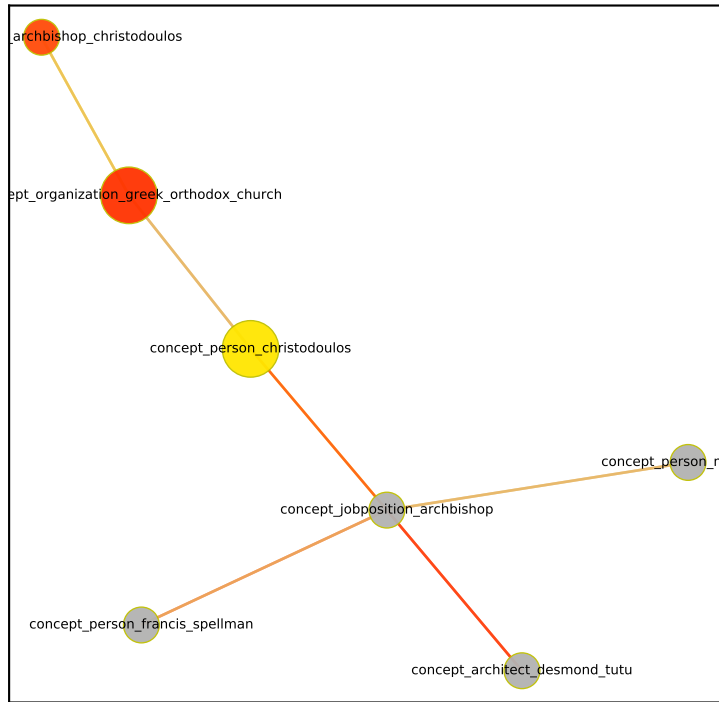 _archbishop_christodoulos
ept_organization_greek_orthodox_church
concept_person_christodoulos
concept_person_r
concept_jobposition_archbishop
concept_person_francis_spellman
concept_architect_desmond_tutu